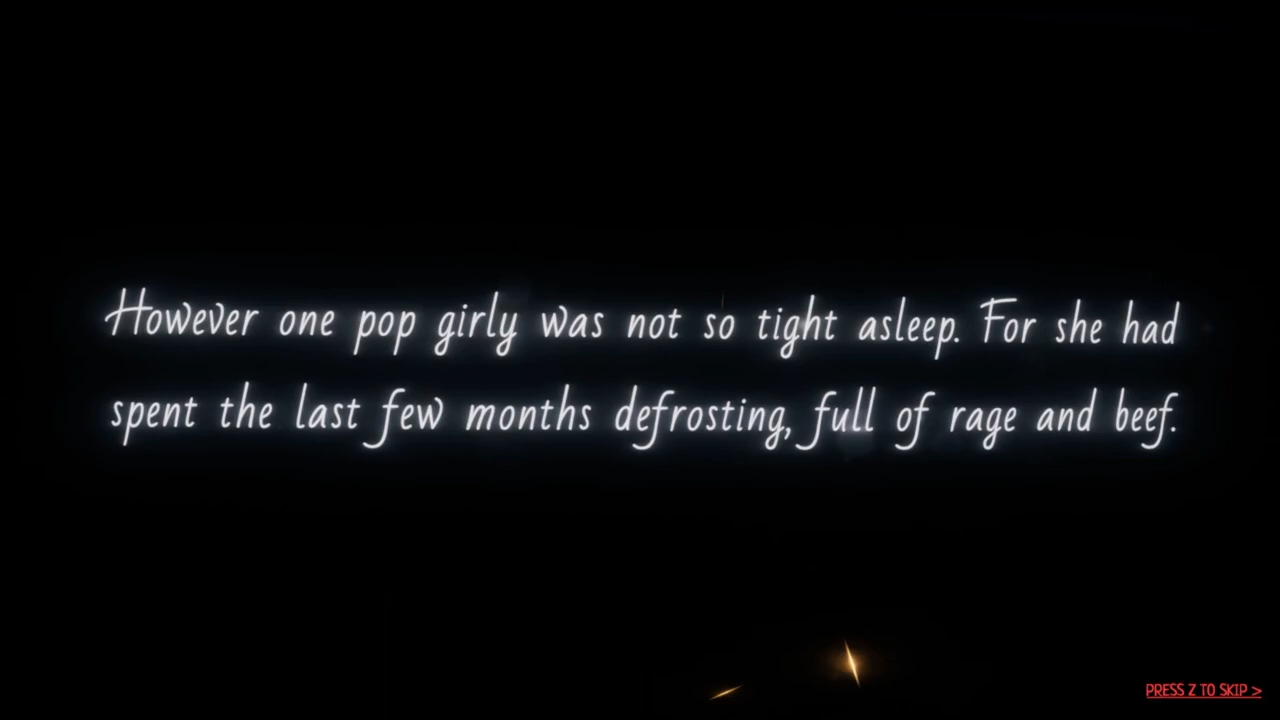 However one pop girly was not so tight asleep. For she had
spent the last few months defrosting, full of rage and beef.
PRESS Z TO SKIP >